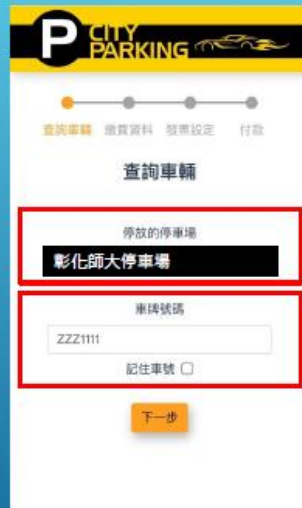 P CITY
PARKING
查詢車輛 繳費資料 發票設定 付款
查詢車輛
停放的停車場
彰化師大停車場
車牌號碼
ZZZ1111
記住車號
下一步